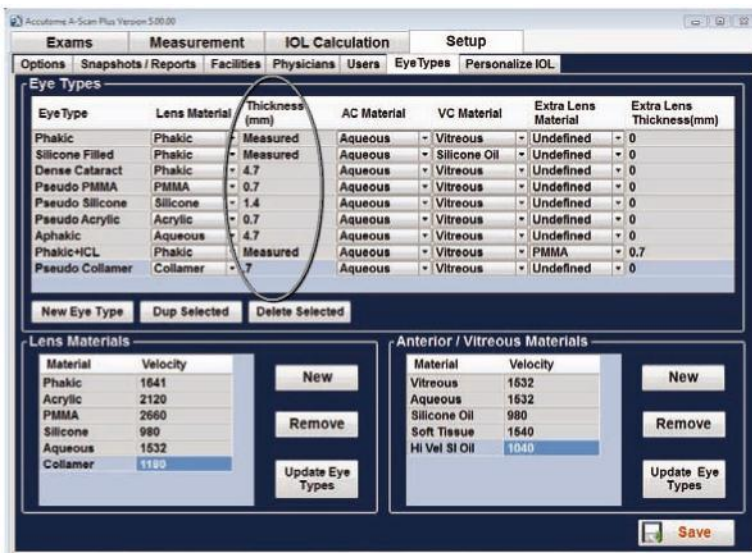 Accutome A-Scan Plus Version 5.00.00
Exams Measurement IOL Calculation Setup
Options Snapshots / Reports Facilities Physicians Users EyeTypes Personalize IOL
Eye Types
EyeType Lens Material Thickness (mm) AC Material VC Material Extra Lens Material Extra Lens Thickness(mm)
Phakic Phakic Measured Aqueous Vitreous Undefined 0
Silicone Filled Phakic Measured Aqueous Silicone Oil Undefined 0
Dense Cataract Phakic 4.7 Aqueous Vitreous Undefined 0
Pseudo PMMA PMMA 0.7 Aqueous Vitreous Undefined 0
Pseudo Silicone Silicone 1.4 Aqueous Vitreous Undefined 0
Pseudo Acrylic Acrylic 0.7 Aqueous Vitreous Undefined 0
Aphakic Aqueous 4.7 Aqueous Vitreous Undefined 0
Phakic+ICL Phakic Measured Aqueous Vitreous PMMA 0.7
Pseudo Collamer Collamer .7 Aqueous Vitreous Undefined 0
New Eye Type Dup Selected Delete Selected
Lens Materials
Material Velocity
Phakic 1641
Acrylic 2120
PMMA 2660
Silicone 980
Aqueous 1532
Collamer 1180
New
Remove
Update Eye Types
Anterior / Vitreous Materials
Material Velocity
Vitreous 1532
Aqueous 1532
Silicone Oil 980
Soft Tissue 1540
Hi Vel Sl Oil 1040
New
Remove
Update Eye Types
Save